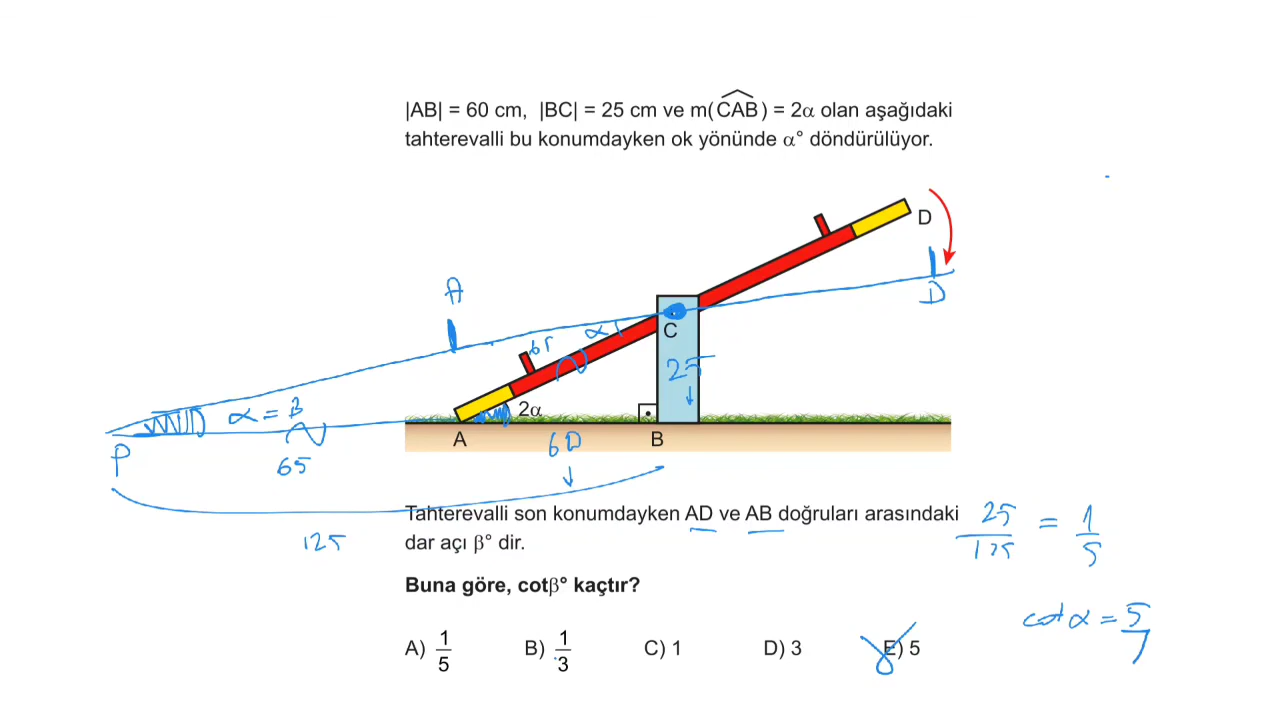 |AB| = 60 cm, |BC| = 25 cm ve m(CAB) = 2α olan aşağıdaki
tahterevalli bu konumdayken ok yönünde α° döndürülüyor.
D
A
D
C
65
α
25
2α
α = β
A
60
B
P
65
125
Tahterevalli son konumdayken AD ve AB doğruları arasındaki
dar açı β° dir.
25/125 = 1/5
Buna göre, cotβ° kaçtır?
cot α = 5/1
A) 1/5 B) 1/3 C) 1 D) 3 E) 5